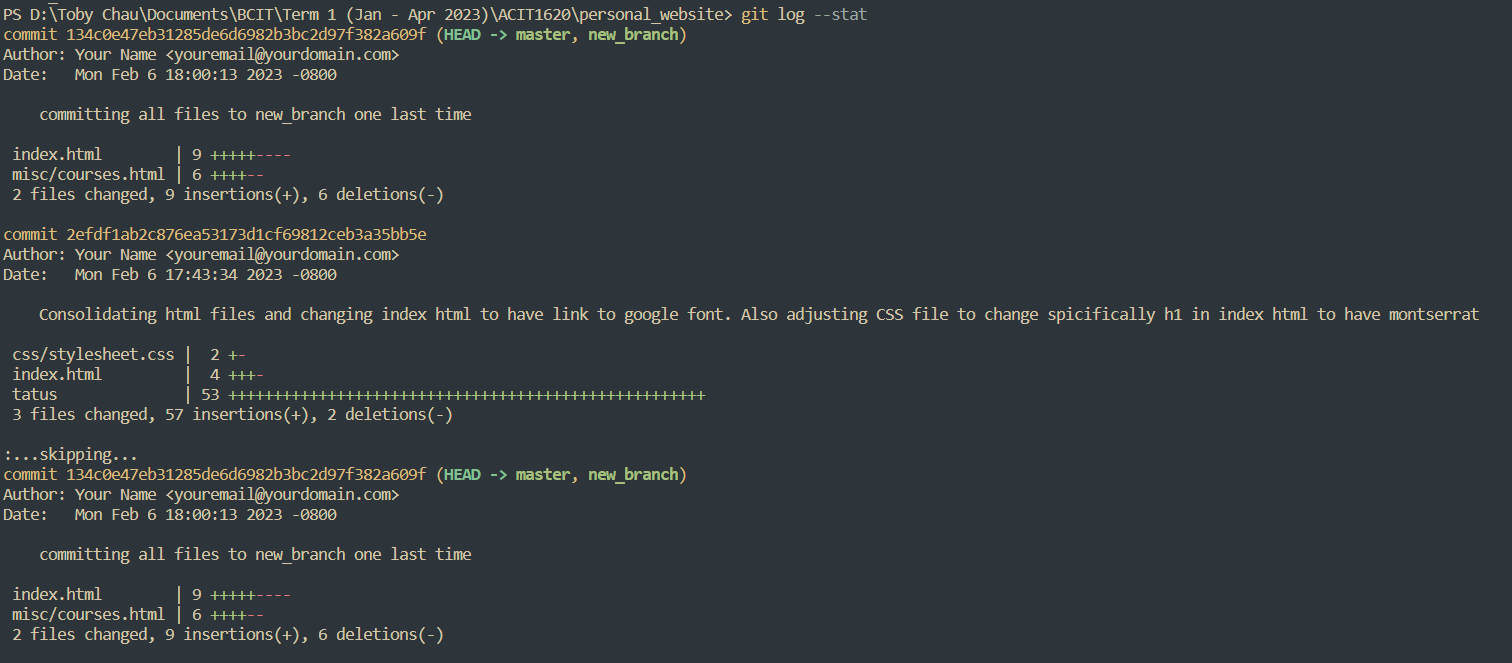 PS D:\Toby Chau\Documents\BCIT\Term 1 (Jan - Apr 2023)\ACIT1620\personal_website> git log --stat
commit 134c0e47eb31285de6d6982b3bc2d97f382a609f (HEAD -> master, new_branch)
Author: Your Name <youremail@yourdomain.com>
Date:   Mon Feb 6 18:00:13 2023 -0800

    committing all files to new_branch one last time

 index.html        | 9 +++++----
 misc/courses.html | 6 ++++--
 2 files changed, 9 insertions(+), 6 deletions(-)

commit 2efdf1ab2c876ea53173d1cf69812ceb3a35bb5e
Author: Your Name <youremail@yourdomain.com>
Date:   Mon Feb 6 17:43:34 2023 -0800

    Consolidating html files and changing index html to have link to google font. Also adjusting CSS file to change spicifically h1 in index html to have montserrat

 css/stylesheet.css |  2 +-
 index.html         |  4 +++-
 tatus              | 53 +++++++++++++++++++++++++++++++++++++++++++++++++++++
 3 files changed, 57 insertions(+), 2 deletions(-)

:...skipping...
commit 134c0e47eb31285de6d6982b3bc2d97f382a609f (HEAD -> master, new_branch)
Author: Your Name <youremail@yourdomain.com>
Date:   Mon Feb 6 18:00:13 2023 -0800

    committing all files to new_branch one last time

 index.html        | 9 +++++----
 misc/courses.html | 6 ++++--
 2 files changed, 9 insertions(+), 6 deletions(-)